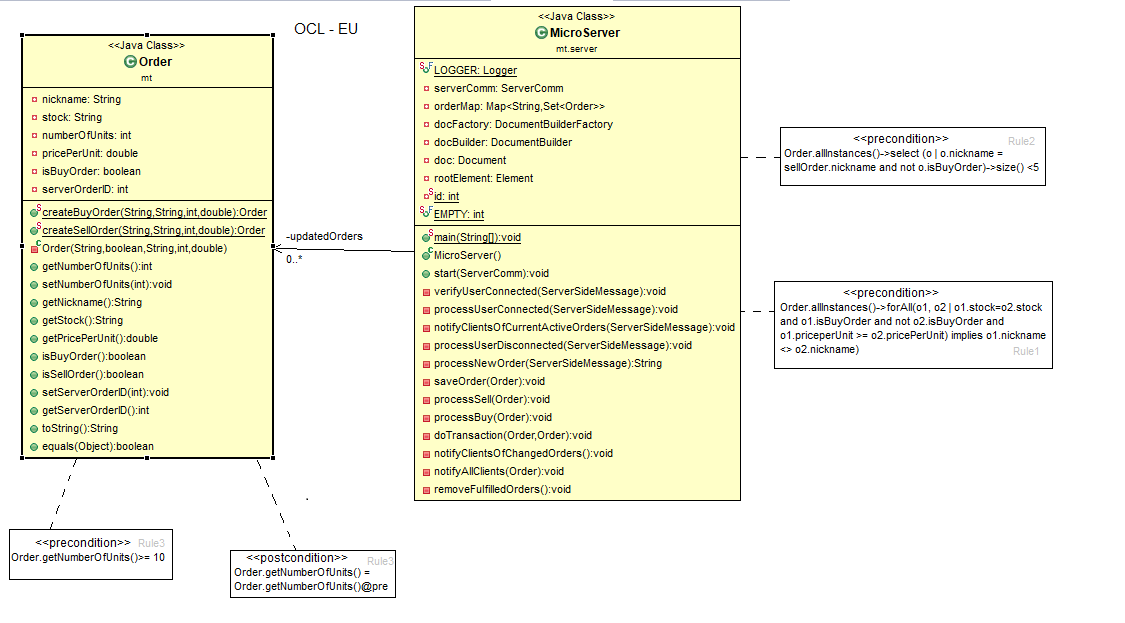 OCL - EU
<<Java Class>>
Order
mt
nickname: String
stock: String
numberOfUnits: int
pricePerUnit: double
isBuyOrder: boolean
serverOrderID: int
createBuyOrder(String,String,int,double):Order
createSellOrder(String,String,int,double):Order
Order(String,boolean,String,int,double)
getNumberOfUnits():int
setNumberOfUnits(int):void
getNickname():String
getStock():String
getPricePerUnit():double
isBuyOrder():boolean
isSellOrder():boolean
setServerOrderID(int):void
getServerOrderID():int
toString():String
equals(Object):boolean
-updatedOrders
0..*
<<Java Class>>
MicroServer
mt.server
LOGGER: Logger
serverComm: ServerComm
orderMap: Map<String,Set<Order>>
docFactory: DocumentBuilderFactory
docBuilder: DocumentBuilder
doc: Document
rootElement: Element
id: int
EMPTY: int
main(String[]):void
MicroServer()
start(ServerComm):void
verifyUserConnected(ServerSideMessage):void
processUserConnected(ServerSideMessage):void
notifyClientsOfCurrentActiveOrders(ServerSideMessage):void
processUserDisconnected(ServerSideMessage):void
processNewOrder(ServerSideMessage):String
saveOrder(Order):void
processSell(Order):void
processBuy(Order):void
doTransaction(Order,Order):void
notifyClientsOfChangedOrders():void
notifyAllClients(Order):void
removeFulfilledOrders():void
<<precondition>> Rule2
Order.allInstances()->select (o | o.nickname =
sellOrder.nickname and not o.isBuyOrder)->size() <5
<<precondition>>
Order.allInstances()->forAll(o1, o2 | o1.stock=o2.stock
and o1.isBuyOrder and not o2.isBuyOrder and
o1.priceperUnit >= o2.pricePerUnit) implies o1.nickname
<> o2.nickname)
Rule1
<<precondition>> Rule3
Order.getNumberOfUnits()>= 10
<<postcondition>> Rule3
Order.getNumberOfUnits() =
Order.getNumberOfUnits()@pre